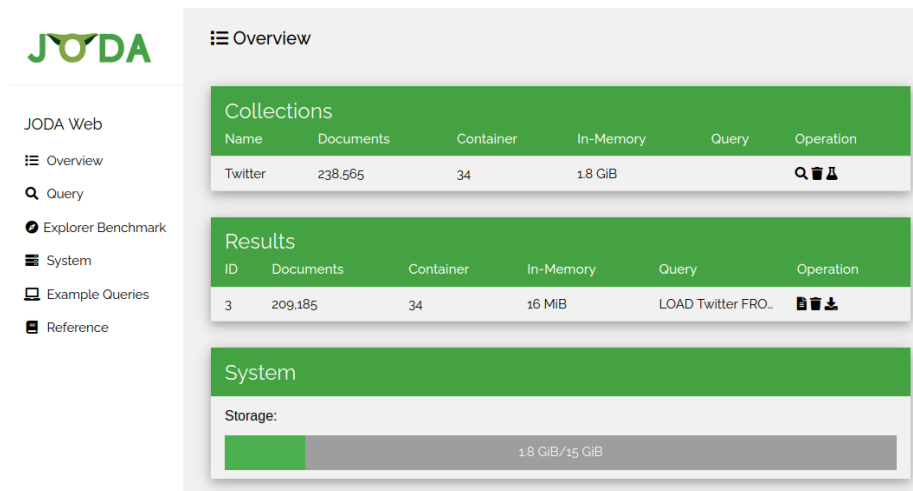 JODA
JODA Web
Overview
Query
Explorer Benchmark
System
Example Queries
Reference
Overview
Collections
Name Documents Container In-Memory Query Operation
Twitter 238,565 34 1.8 GiB
Results
ID Documents Container In-Memory Query Operation
3 209,185 34 16 MiB LOAD Twitter FRO...
System
Storage:
1.8 GiB/15 GiB